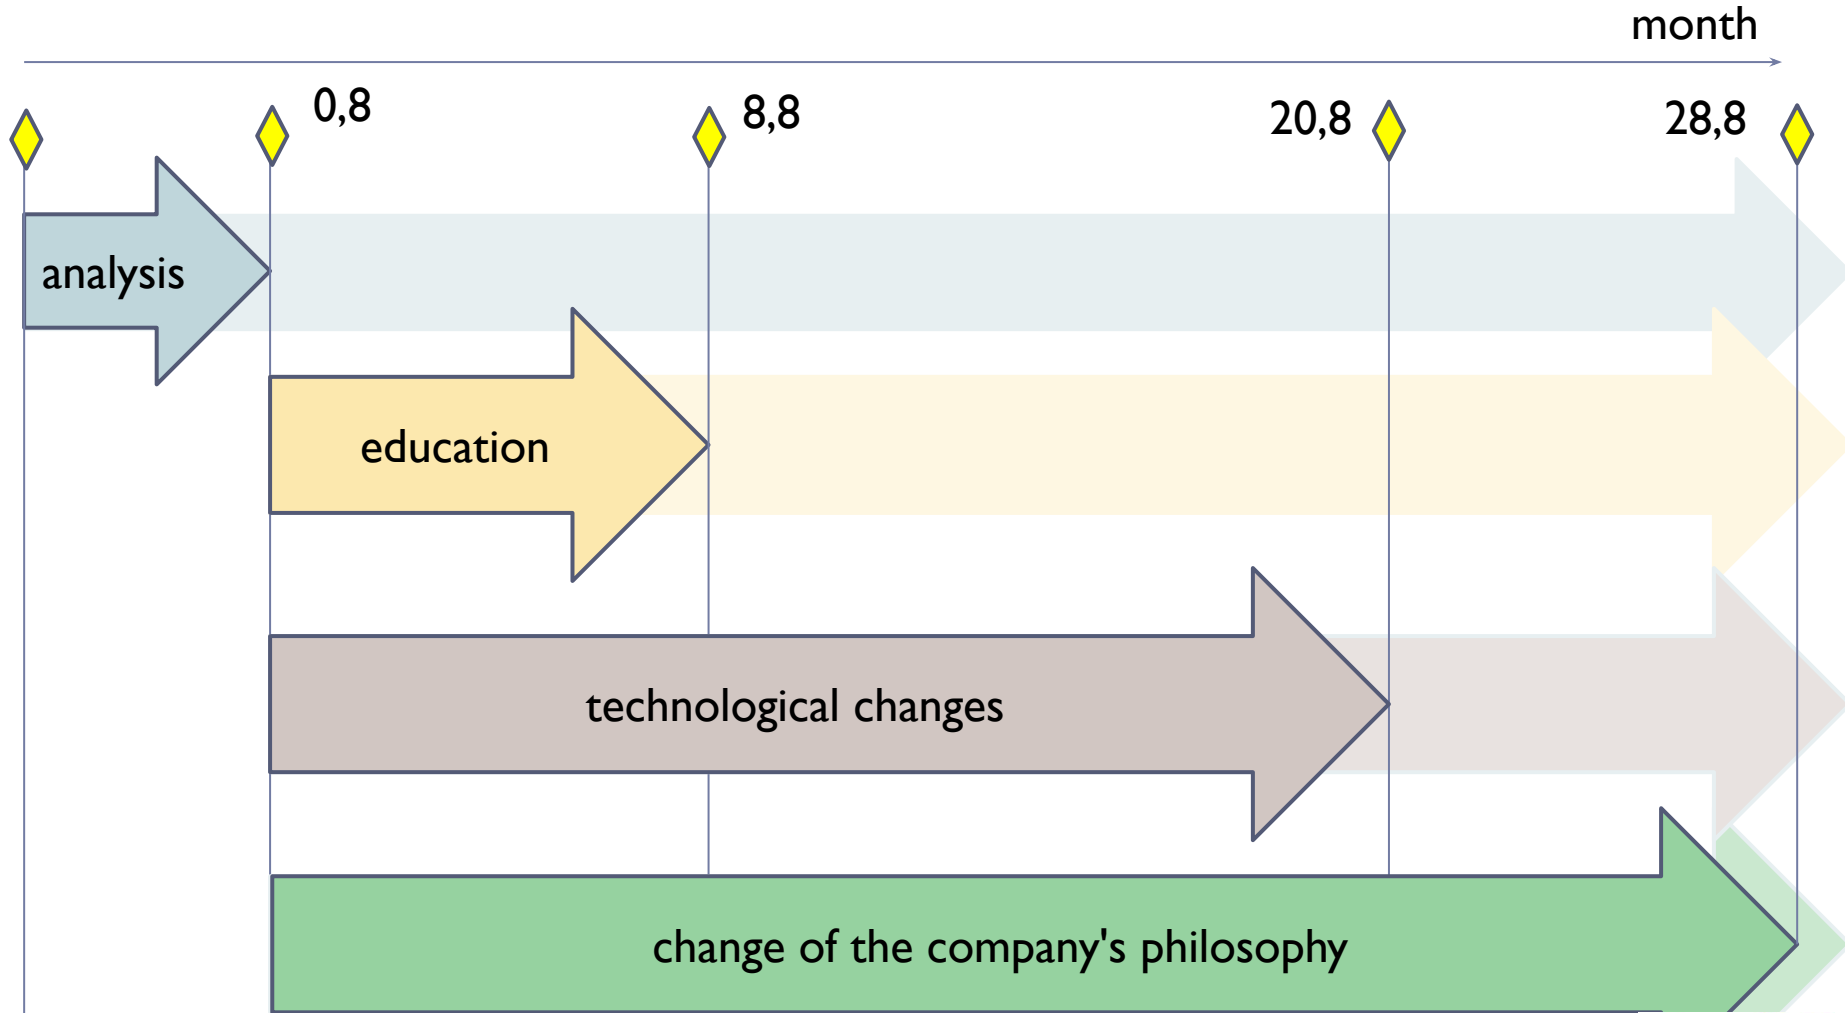 month
0,8
8,8
20,8
28,8
analysis
education
technological changes
change of the company's philosophy